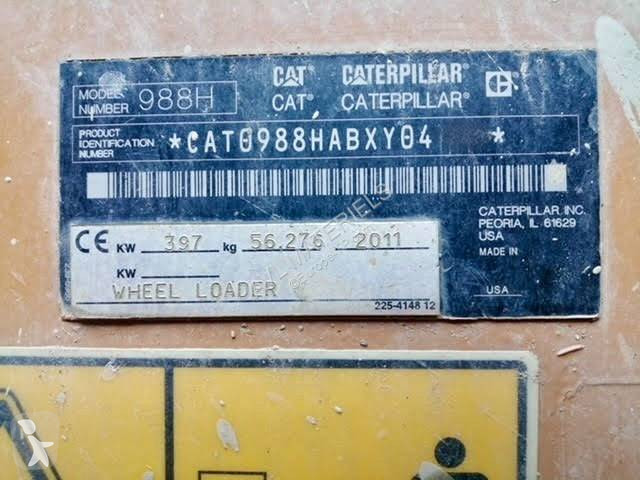 CAT CATERPILLAR
CAT® CATERPILLAR®
MODEL NUMBER 988H
PRODUCT IDENTIFICATION NUMBER *CAT0988HABXY04 *
CATERPILLAR INC.
PEORIA, IL 61629
USA
MADE IN
USA
CE KW 397 kg 56.276 2011
KW
WHEEL LOADER
225-4148 12